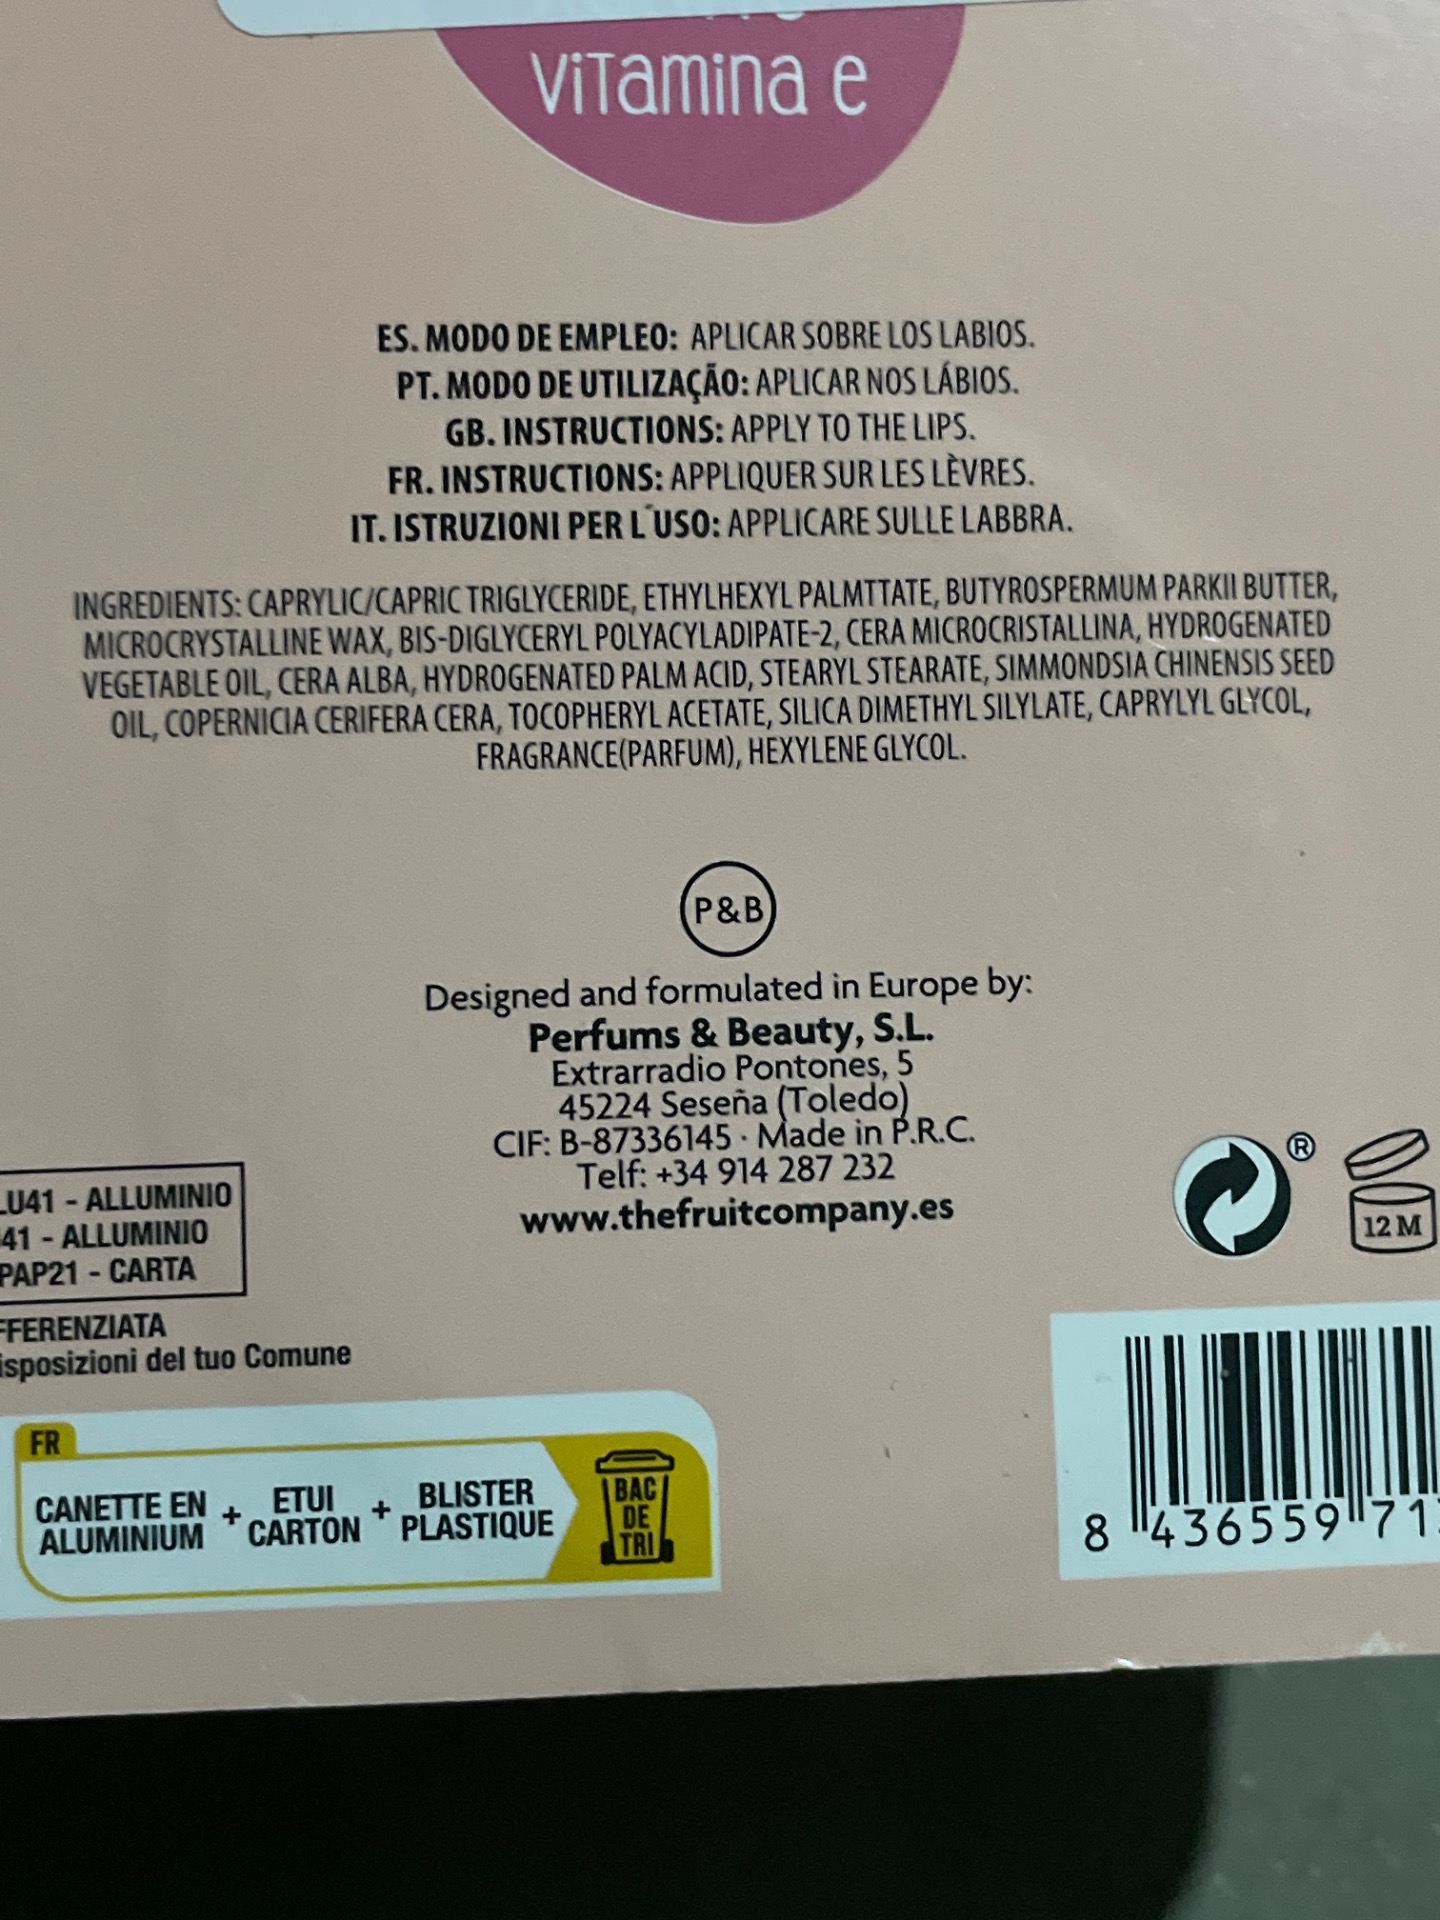 Vitamina e
ES. MODO DE EMPLEO: APLICAR SOBRE LOS LABIOS.
PT. MODO DE UTILIZAÇÃO: APLICAR NOS LÁBIOS.
GB. INSTRUCTIONS: APPLY TO THE LIPS.
FR. INSTRUCTIONS: APPLIQUER SUR LES LÈVRES.
IT. ISTRUZIONI PER L´USO: APPLICARE SULLE LABBRA.
INGREDIENTS: CAPRYLIC/CAPRIC TRIGLYCERIDE, ETHYLHEXYL PALMTTATE, BUTYROSPERMUM PARKII BUTTER,
MICROCRYSTALLINE WAX, BIS-DIGLYCERYL POLYACYLADIPATE-2, CERA MICROCRISTALLINA, HYDROGENATED
VEGETABLE OIL, CERA ALBA, HYDROGENATED PALM ACID, STEARYL STEARATE, SIMMONDSIA CHINENSIS SEED
OIL, COPERNICIA CERIFERA CERA, TOCOPHERYL ACETATE, SILICA DIMETHYL SILYLATE, CAPRYLYL GLYCOL,
FRAGRANCE(PARFUM), HEXYLENE GLYCOL.
P&B
Designed and formulated in Europe by:
Perfums & Beauty, S.L.
Extrarradio Pontones, 5
45224 Seseña (Toledo)
CIF: B-87336145 · Made in P.R.C.
Telf: +34 914 287 232
www.thefruitcompany.es
®
12 M
LU41 - ALLUMINIO
41 - ALLUMINIO
PAP21 - CARTA
FFERENZIATA
isposizioni del tuo Comune
FR
CANETTE EN
ALUMINIUM
+
ETUI
CARTON
+
BLISTER
PLASTIQUE
BAC
DE
TRI
8 436559 71